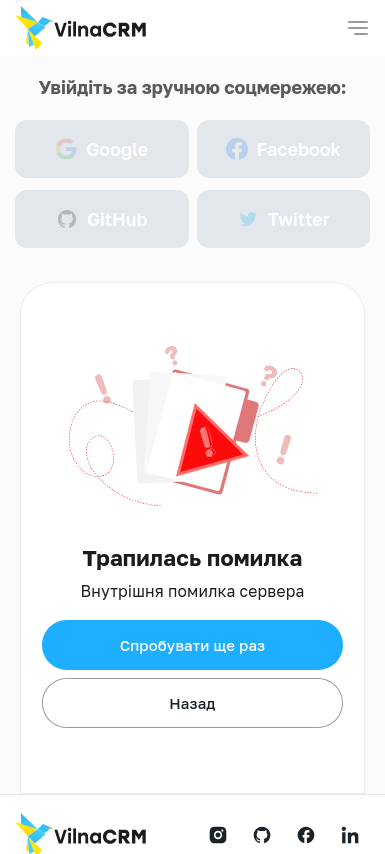 VilnaCRM
Увійдіть за зручною соцмережею:
Google
Facebook
GitHub
Twitter
Трапилась помилка
Внутрішня помилка сервера
Спробувати ще раз
Назад
VilnaCRM